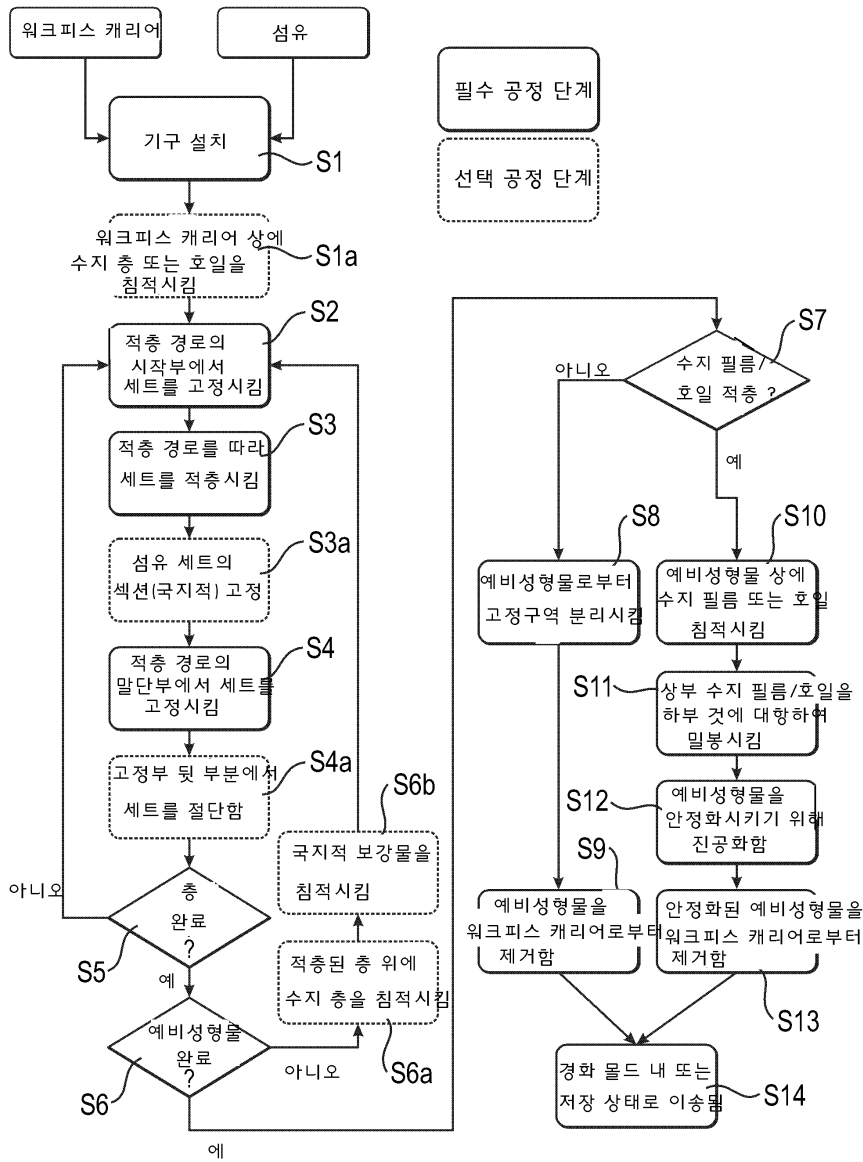 워크피스 캐리어
섬유
기구 설치
S1
워크피스 캐리어 상에
수지 층 또는 호일을
침적시킴
S1a
적층 경로의
시작부에서
세트를 고정시킴
S2
적층 경로를 따라
세트를 적층시킴
S3
섬유 세트의
섹션(국지적) 고정
S3a
적층 경로의
말단부에서 세트를
고정시킴
S4
고정부 뒷 부분에서
세트를 절단함
S4a
층
완료
?
아니오
S5
예
예비성형물
완료
?
S6
아니오
에
적층된 층 위에
수지 층을 침적시킴
S6a
국지적 보강물을
침적시킴
S6b
필수 공정 단계
선택 공정 단계
수지 필름/
호일 적층 ?
S7
아니오
예
예비성형물로부터
고정구역 분리시킴
S8
예비성형물을
워크피스 캐리어로부터
제거함
S9
예비성형물 상에
수지 필름 또는 호일
침적시킴
S10
상부 수지 필름/호일을
하부 것에 대항하여
밀봉시킴
S11
예비성형물을
안정화시키기 위해
진공화함
S12
안정화된 예비성형물을
워크피스 캐리어로부터
제거함
S13
경화 몰드 내 또는
저장 상태로 이송됨
S14